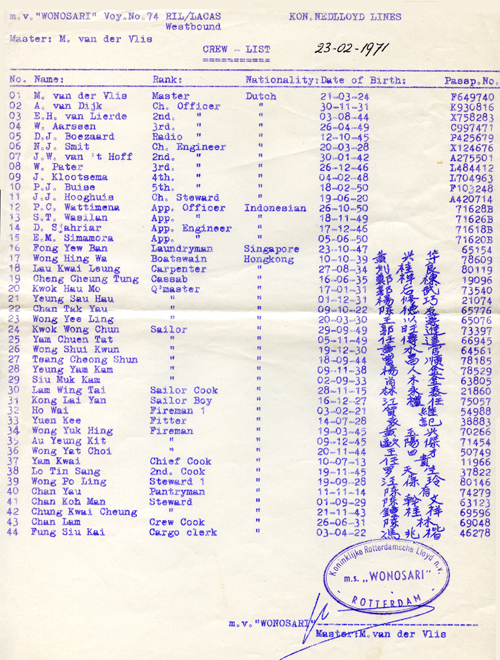 m.v. "WONOSARI" Voy.No.74 RIL/LACAS KON.NEDLLOYD LINES
Westbound
Master: M. van der Vlis
CREW - LIST 23-02-1971
No. Name: Rank: Nationality: Date of Birth: Passp.No.
01 M. van der Vlis Master Dutch 21-03-24 F649740
02 A. van Dijk Ch. Officer " 30-11-31 K930816
03 E.H. van Lierde 2nd. " " 03-08-44 X758283
04 W. Aarssen 3rd. " " 26-04-49 C997471
05 D.J. Boezaard Radio " " 12-10-45 P425679
06 N.J. Smit Ch. Engineer " 20-03-28 X124676
07 J.W. van 't Hoff 2nd. " " 30-01-42 A275501
08 W. Pater 3rd. " " 26-12-46 L484412
09 J. Klootsema 4th. " " 04-02-48 L704963
10 P.J. Buise 5th. " " 18-02-50 F103248
11 J.J. Hooghuis Ch. Steward " 19-06-20 A420714
12 P.C. Wattimena App. Officer Indonesian 26-10-50 71628B
13 S.T. Wasilan App. " " 18-11-49 71626B
14 D. Sjahriar App. Engineer " 17-12-46 71618B
15 E.M. Simamora App. " " 05-06-50 71620B
16 Fong Yew Ban Laundryman Singapore 23-10-47 65154
17 Wong Hing Wa Boatswain Hongkong 10-10-39 黃 兴 华 78609
18 Lau Kwai Leung Carpenter " 27-08-34 80119
19 Cheng Cheung Tung Cassab " 16-06-35 19096
20 Kwok Hau Mo Q'master " 17-01-31 73540
21 Yeung Sau Hau " " 01-12-31 21074
22 Chan Tak Yau " " 09-10-22 65776
23 Wong Yee Ling " " 20-03-30 65076
24 Kwok Wong Chun Sailor " 29-09-49 73397
25 Yam Chuen Tat " " 05-11-49 66945
26 Wong Shui Kwun " " 19-12-30 64561
27 Tsang Cheong Shun " " 18-09-44 78185
28 Yeung Yam Kam " " 09-11-38 78529
29 Siu Muk Kam " " 02-09-33 63805
30 Lam Wing Tai Sailor Cook " 28-11-15 21860
31 Kong Lai Yan Sailor Boy " 16-12-27 75057
32 Ho Wai Fireman 1 " 03-02-21 54988
33 Yuen Kee Fitter " 14-07-28 38883
34 Wong Yuk Hing Fireman " 19-03-45 70266
35 Au Yeung Kit " " 09-12-45 71454
36 Wong Yat Choi " " 20-11-44 50749
37 Yam Kwai Chief Cook " 10-07-13 11966
38 Lo Tin Sang 2nd. Cook " 19-11-45 37822
39 Wong Po Ling Steward 1 " 19-09-28 80146
40 Chan Yau Pantryman " 11-11-14 陈 有 74279
41 Chan Koh Man Steward " 01-09-29 63123
42 Chung Kwai Cheung " " 21-11-43 69596
43 Chan Lam Crew Cook " 26-06-31 陈 林 69048
44 Fung Siu Kai Cargo clerk " 03-04-22 馮 兆 楷 46278
Koninklijke Rotterdamsche Lloyd n.v.
m.s. „WONOSARI"
- ROTTERDAM -
m.v."WONOSARI"
Master:M.van der Vlis